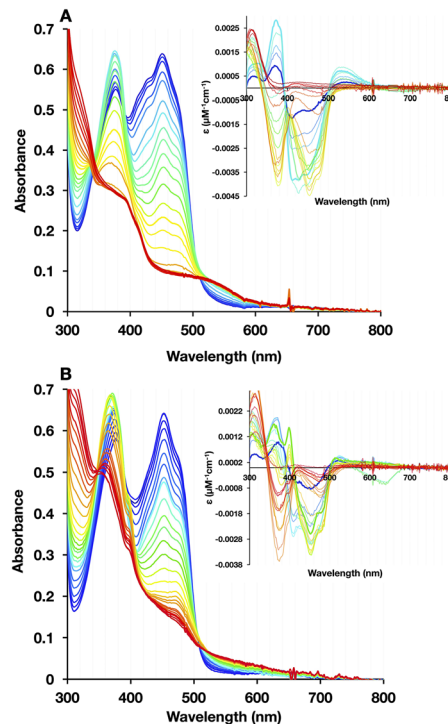 A
0.7
0.6
0.5
0.4
0.3
0.2
0.1
0
300 400 500 600 700 800
Absorbance
Wavelength (nm)
0.0025
0.0015
0.0005
-0.0005
-0.0015
-0.0025
-0.0035
-0.0045
300 400 500 600 700 800
ε (µM⁻¹cm⁻¹)
Wavelength (nm)
B
0.7
0.6
0.5
0.4
0.3
0.2
0.1
0
300 400 500 600 700 800
Absorbance
Wavelength (nm)
0.0022
0.0012
0.0002
-0.0008
-0.0018
-0.0028
-0.0038
300 400 500 600 700 800
ε (µM⁻¹cm⁻¹)
Wavelength (nm)